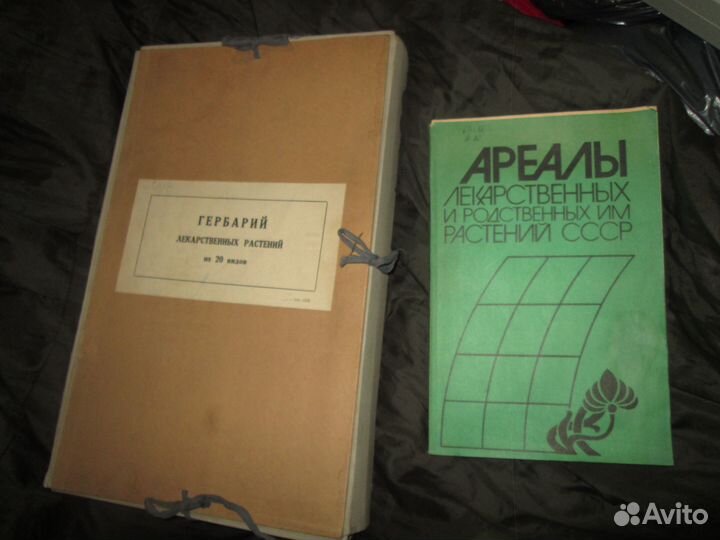 ГЕРБАРИЙ
ЛЕКАРСТВЕННЫХ РАСТЕНИЙ
из 20 видов
АРЕАЛЫ
ЛЕКАРСТВЕННЫХ
И РОДСТВЕННЫХ ИМ
РАСТЕНИЙ СССР
Avito